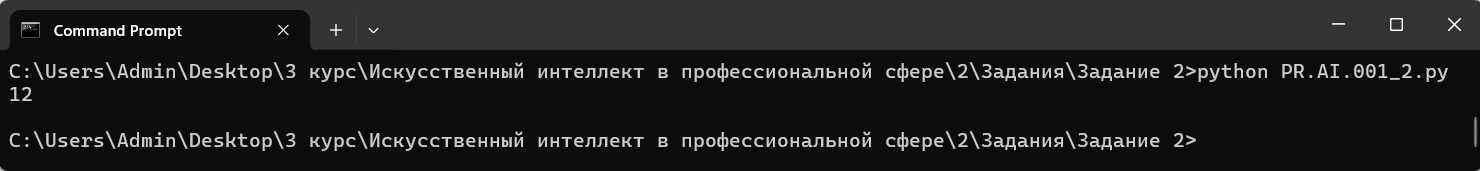 Command Prompt
C:\Users\Admin\Desktop\3 курс\Искусственный интеллект в профессиональной сфере\2\Задания\Задание 2>python PR.AI.001_2.py
12
C:\Users\Admin\Desktop\3 курс\Искусственный интеллект в профессиональной сфере\2\Задания\Задание 2>